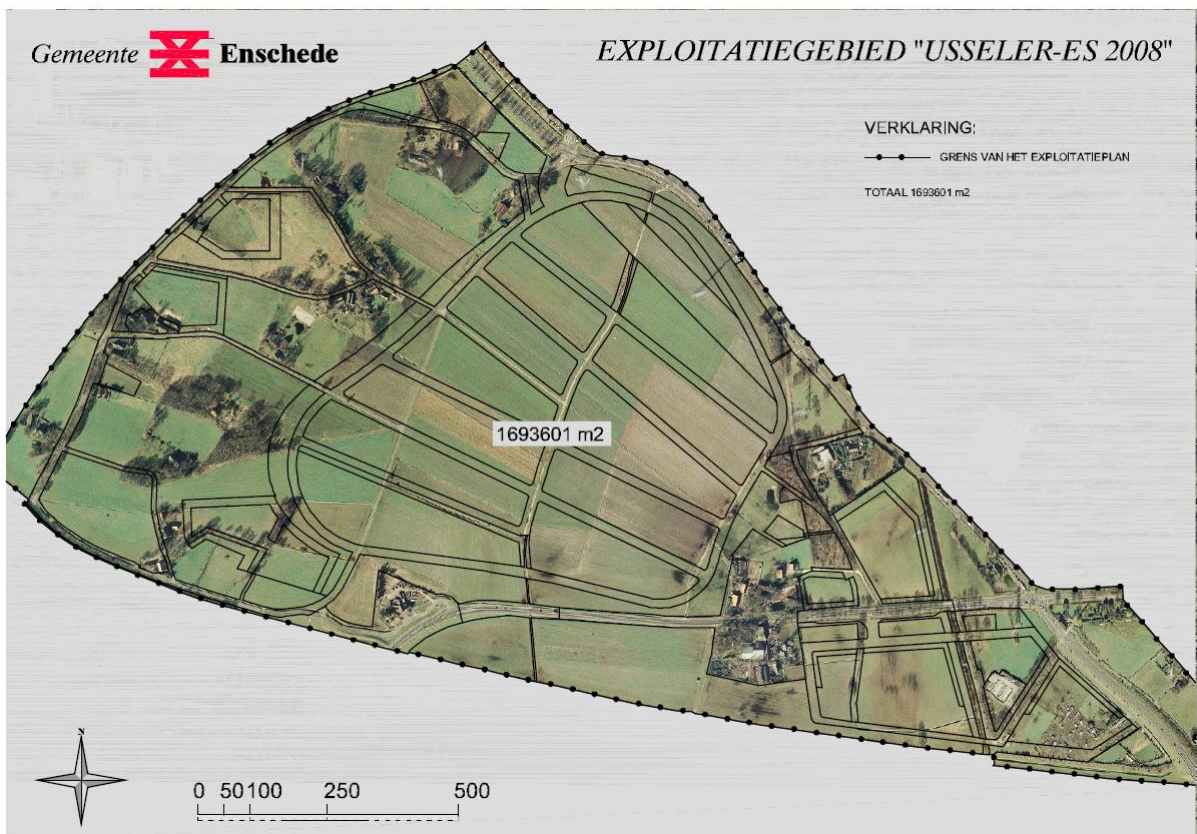 Gemeente Enschede
EXPLOITATIEGEBIED "USSELER-ES 2008"
VERKLARING:
GRENS VAN HET EXPLOITATIEPLAN
TOTAAL 1693601 m2
1693601 m2
N
0 50 100 250 500